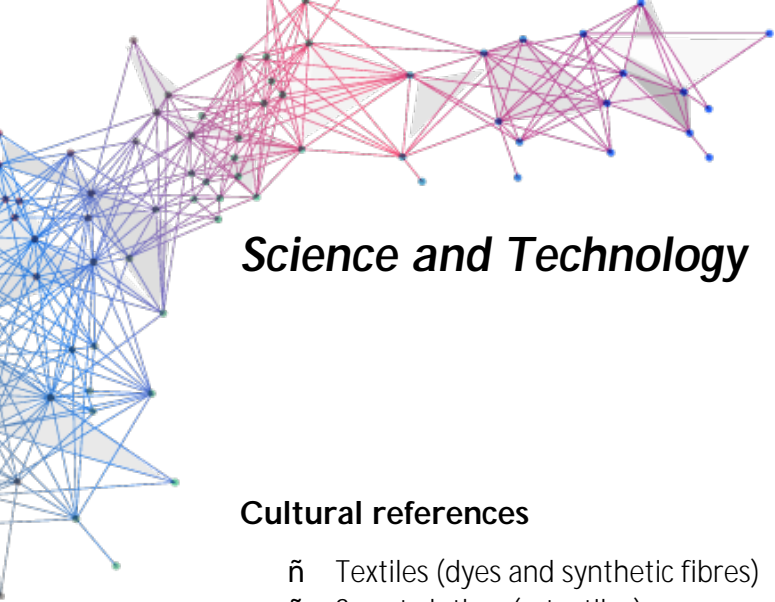 Science and Technology
Cultural references
ñ Textiles (dyes and synthetic fibres)